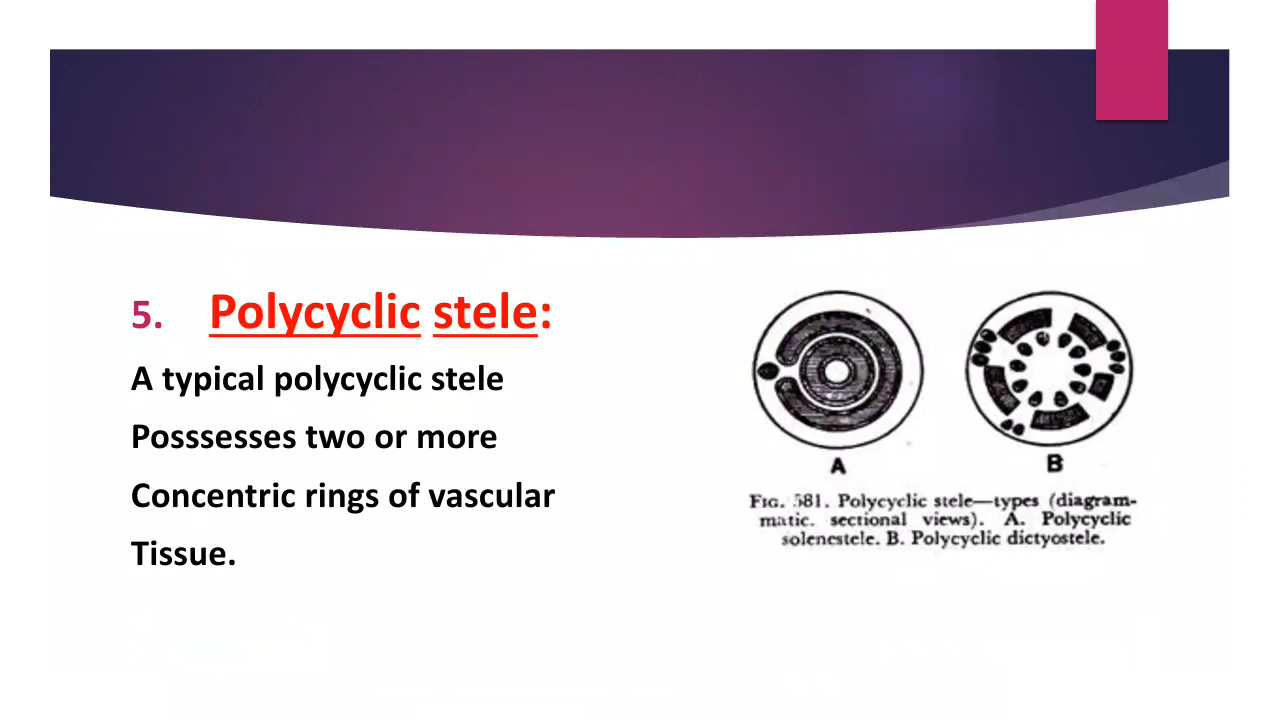 5. Polycyclic stele:
A typical polycyclic stele
Posssesses two or more
Concentric rings of vascular
Tissue.
A
B
FIG. 581. Polycyclic stele—types (diagram-
matic. sectional views). A. Polycyclic
solenestele. B. Polycyclic dictyostele.